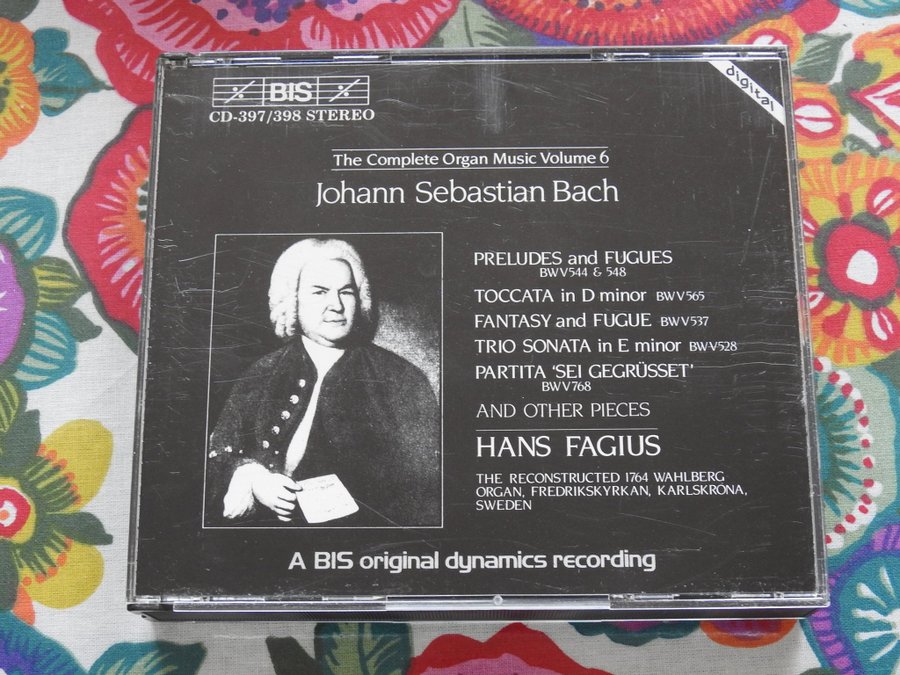 BIS
digital
CD-397/398 STEREO
The Complete Organ Music Volume 6
Johann Sebastian Bach
PRELUDES and FUGUES
BWV544 & 548
TOCCATA in D minor BWV565
FANTASY and FUGUE BWV537
TRIO SONATA in E minor BWV528
PARTITA 'SEI GEGRÜSSET'
BWV768
AND OTHER PIECES
HANS FAGIUS
THE RECONSTRUCTED 1764 WAHLBERG
ORGAN, FREDRIKSKYRKAN, KARLSKRONA,
SWEDEN
A BIS original dynamics recording